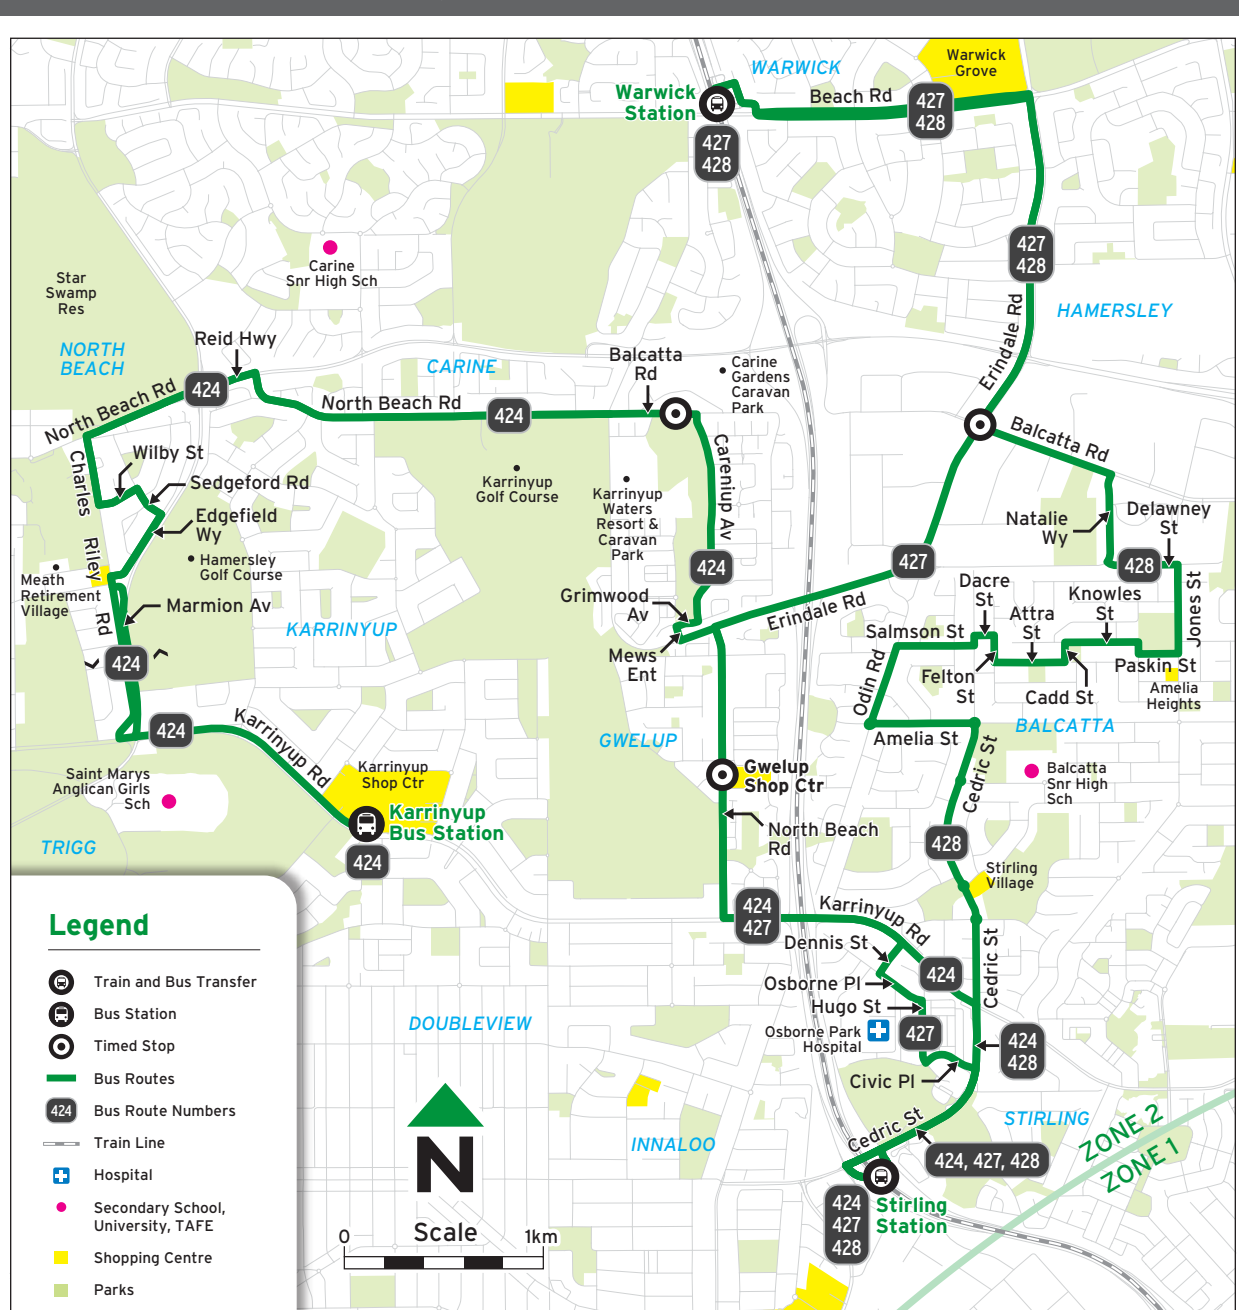 WARWICK
Warwick
Grove
Warwick
Station
Beach Rd
427
428
427
428
427
428
HAMERSLEY
Carine
Snr High Sch
Star
Swamp
Res
NORTH
BEACH
Reid Hwy
CARINE
Balcatta
Rd
Carine
Gardens
Caravan
Park
Erindale Rd
North Beach Rd
424
North Beach Rd
424
Balcatta Rd
Wilby St
Sedgeford Rd
Charles
Riley
Rd
Edgefield
Wy
Karrinyup
Golf Course
Karrinyup
Waters
Resort &
Caravan
Park
Careniup Av
Natalie
Wy
Delawney
St
Hamersley
Golf Course
Meath
Retirement
Village
Marmion Av
424
427
428
Grimwood
Av
Erindale Rd
Dacre
St
Attra
St
Knowles
St
Jones St
KARRINYUP
Salmson St
Mews
Ent
Felton
St
Cadd St
Paskin St
Amelia
Heights
424
Odin Rd
424
Karrinyup Rd
GWELUP
Amelia St
BALCATTA
Saint Marys
Anglican Girls
Sch
Karrinyup
Shop Ctr
Gwelup
Shop Ctr
Cedric St
Balcatta
Snr High
Sch
Karrinyup
Bus Station
North Beach
Rd
424
428
TRIGG
Stirling
Village
424
427
Karrinyup Rd
Dennis St
424
Cedric St
Osborne Pl
Hugo St
Osborne Park
Hospital
427
424
428
DOUBLEVIEW
Civic Pl
INNALOO
Cedric St
STIRLING
424, 427, 428
ZONE 2
ZONE 1
Stirling
Station
424
427
428
Legend
Train and Bus Transfer
Bus Station
Timed Stop
Bus Routes
424
Bus Route Numbers
Train Line
Hospital
Secondary School,
University, TAFE
Shopping Centre
Parks
N
0
Scale
1km